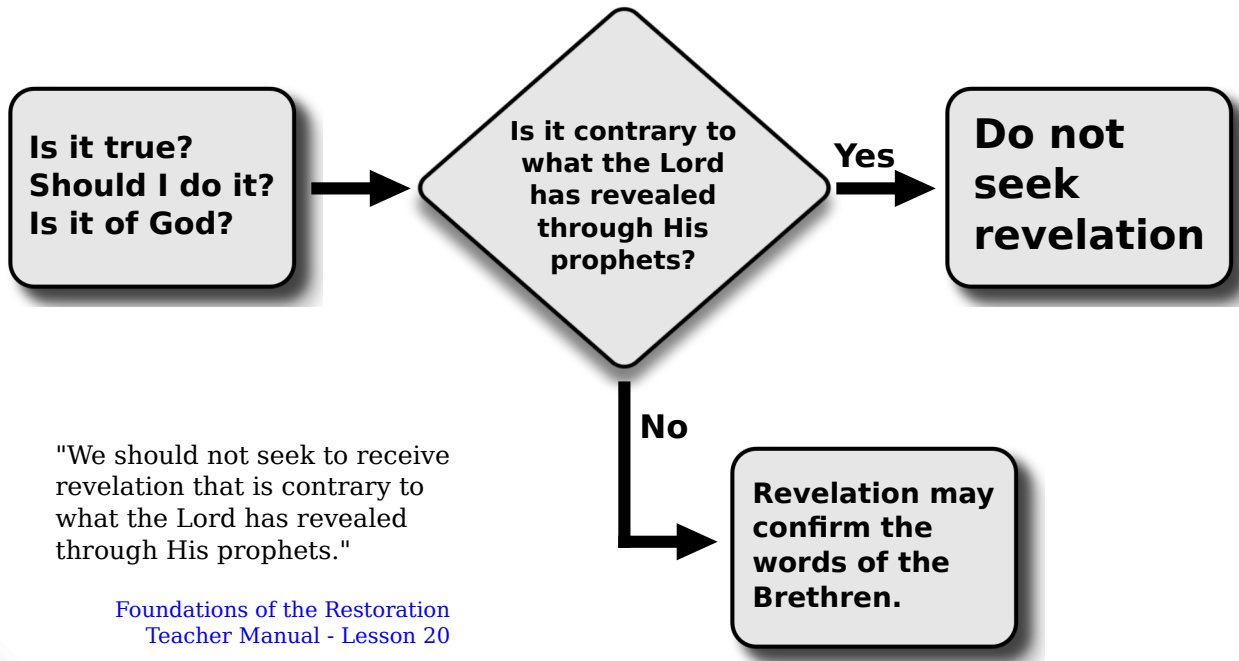 Is it true?
Should I do it?
Is it of God?
Is it contrary to
what the Lord
has revealed
through His
prophets?
Yes
Do not
seek
revelation
No
Revelation may
confirm the
words of the
Brethren.
"We should not seek to receive
revelation that is contrary to
what the Lord has revealed
through His prophets."
Foundations of the Restoration
Teacher Manual - Lesson 20